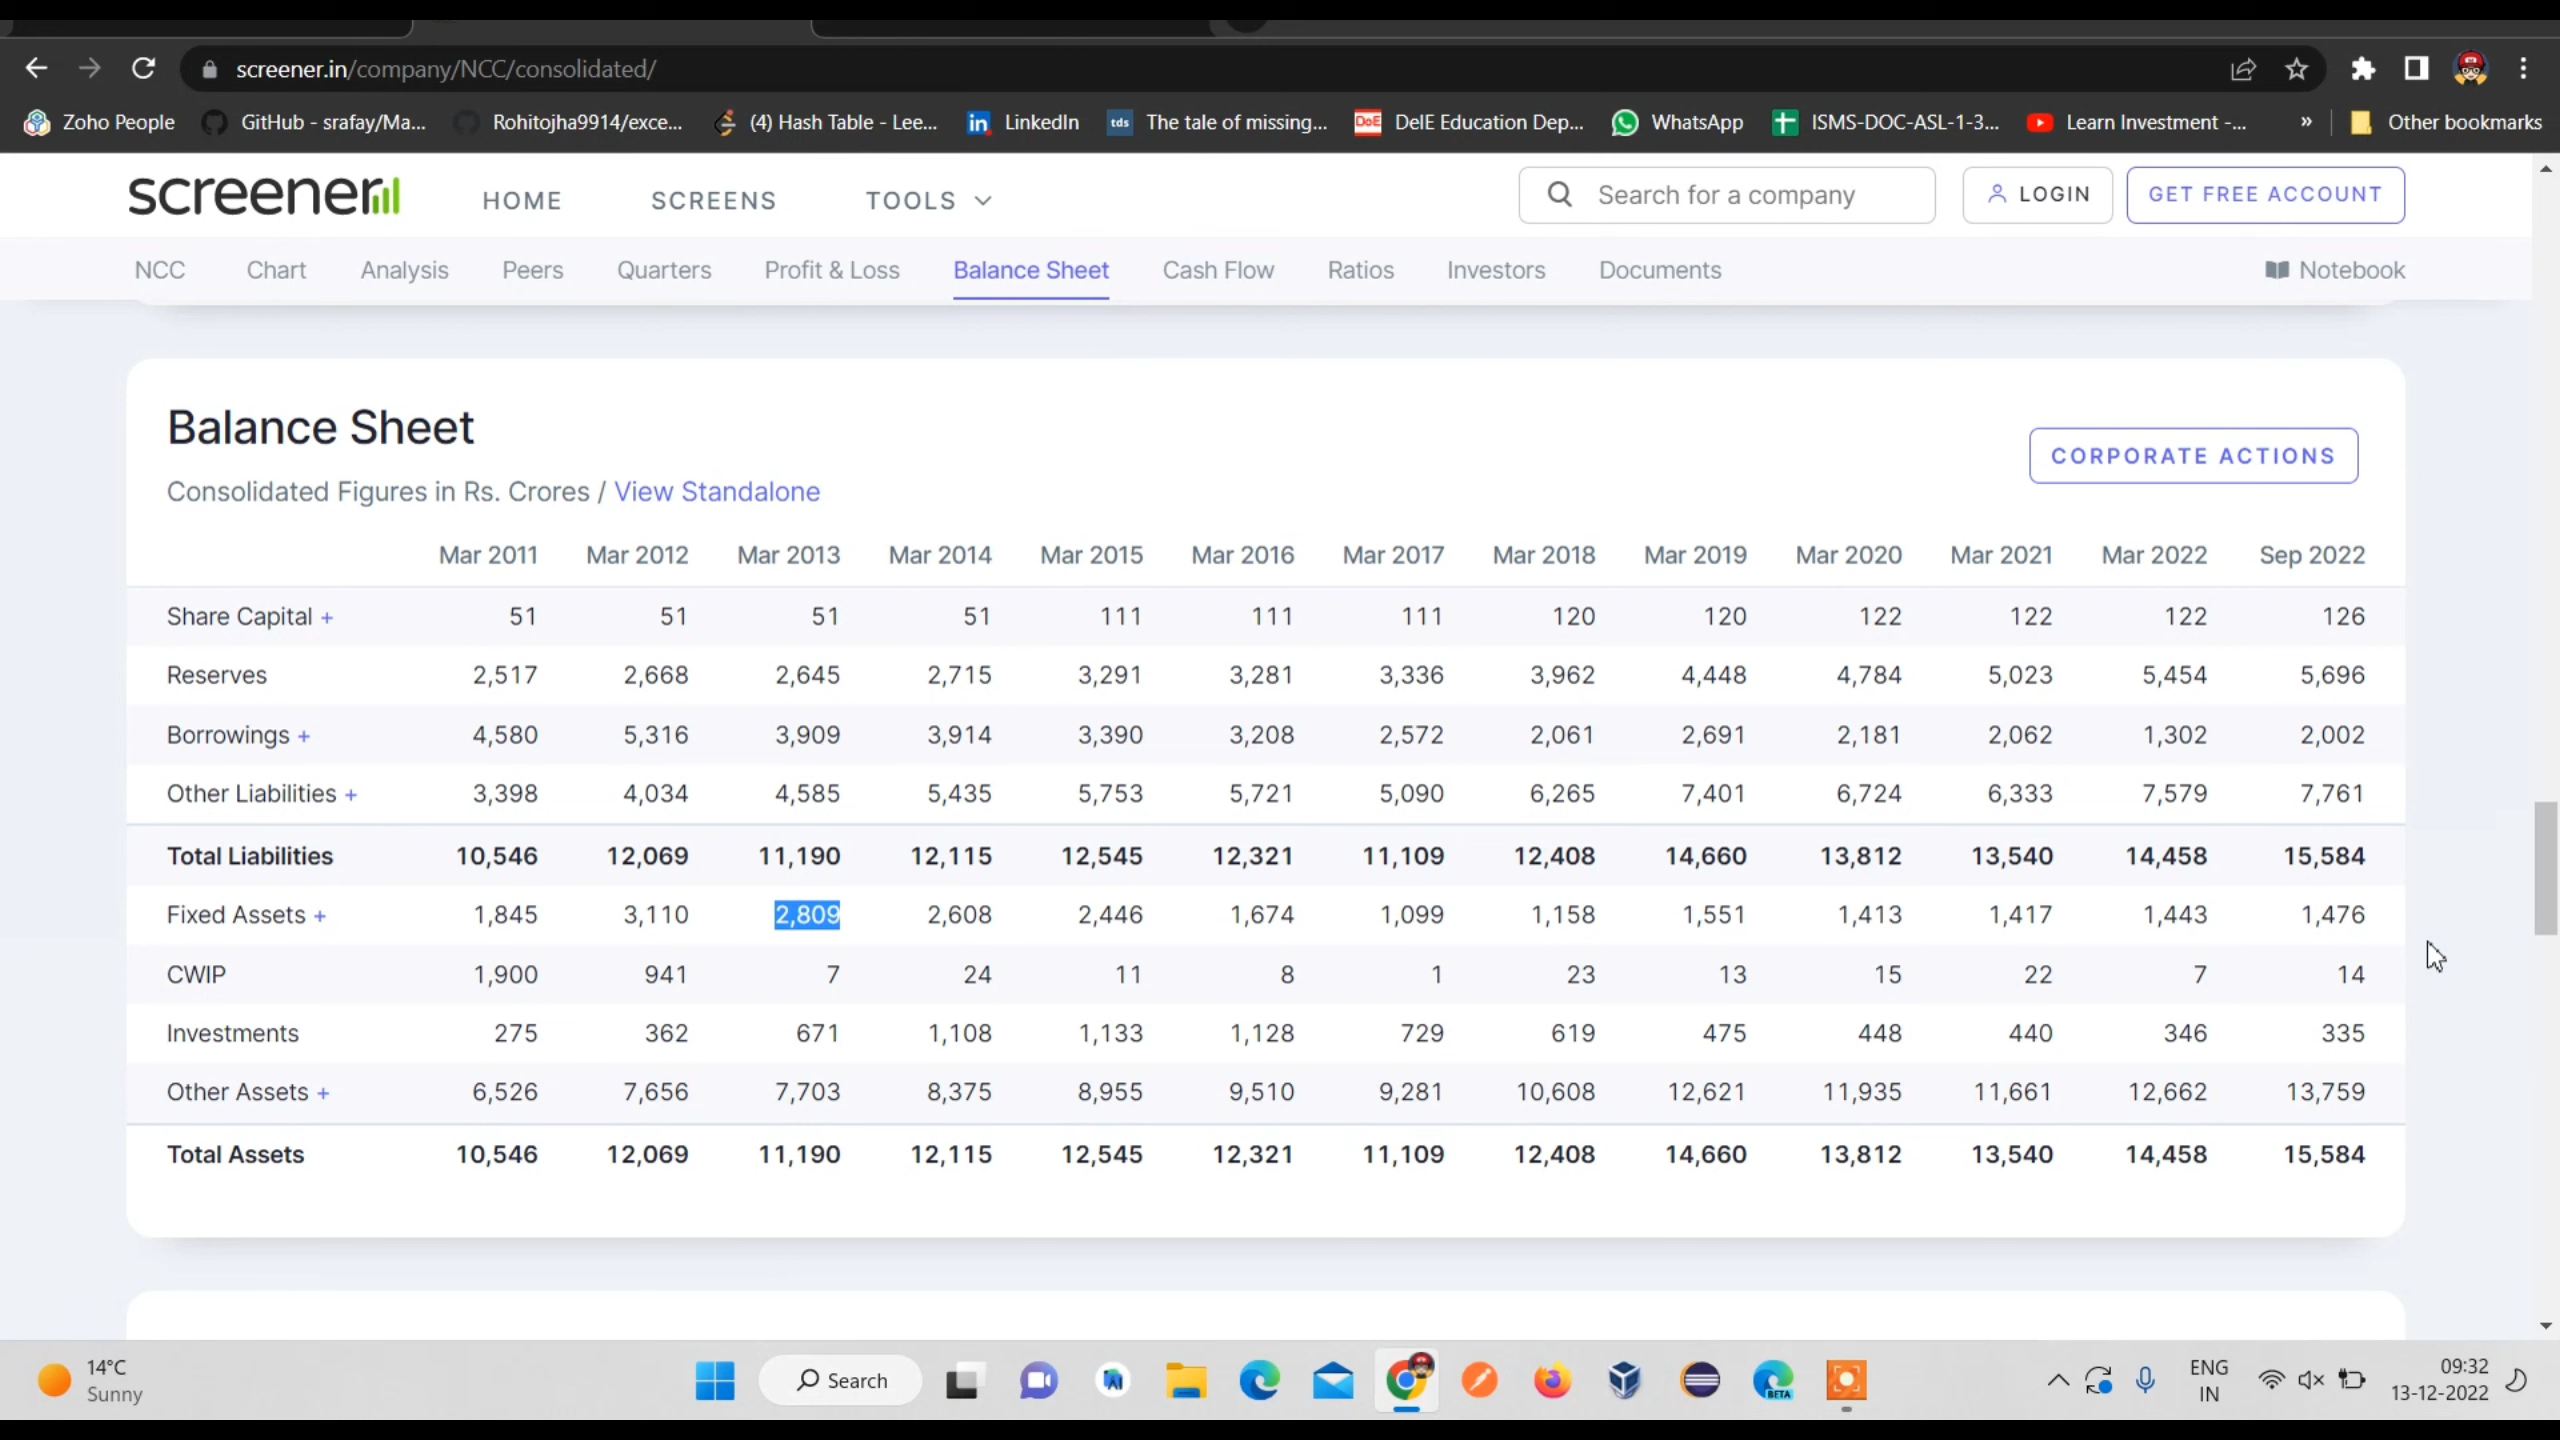 screener.in/company/NCC/consolidated/
Zoho People GitHub - srafay/Ma... Rohitojha9914/exce... (4) Hash Table - Lee... in LinkedIn tds The tale of missing... DoE DelE Education Dep... WhatsApp ISMS-DOC-ASL-1-3... Learn Investment -... » Other bookmarks
screener HOME SCREENS TOOLS Search for a company LOGIN GET FREE ACCOUNT
NCC Chart Analysis Peers Quarters Profit & Loss Balance Sheet Cash Flow Ratios Investors Documents Notebook
Balance Sheet
CORPORATE ACTIONS
Consolidated Figures in Rs. Crores / View Standalone
Mar 2011 Mar 2012 Mar 2013 Mar 2014 Mar 2015 Mar 2016 Mar 2017 Mar 2018 Mar 2019 Mar 2020 Mar 2021 Mar 2022 Sep 2022
Share Capital + 51 51 51 51 111 111 111 120 120 122 122 122 126
Reserves 2,517 2,668 2,645 2,715 3,291 3,281 3,336 3,962 4,448 4,784 5,023 5,454 5,696
Borrowings + 4,580 5,316 3,909 3,914 3,390 3,208 2,572 2,061 2,691 2,181 2,062 1,302 2,002
Other Liabilities + 3,398 4,034 4,585 5,435 5,753 5,721 5,090 6,265 7,401 6,724 6,333 7,579 7,761
Total Liabilities 10,546 12,069 11,190 12,115 12,545 12,321 11,109 12,408 14,660 13,812 13,540 14,458 15,584
Fixed Assets + 1,845 3,110 2,809 2,608 2,446 1,674 1,099 1,158 1,551 1,413 1,417 1,443 1,476
CWIP 1,900 941 7 24 11 8 1 23 13 15 22 7 14
Investments 275 362 671 1,108 1,133 1,128 729 619 475 448 440 346 335
Other Assets + 6,526 7,656 7,703 8,375 8,955 9,510 9,281 10,608 12,621 11,935 11,661 12,662 13,759
Total Assets 10,546 12,069 11,190 12,115 12,545 12,321 11,109 12,408 14,660 13,812 13,540 14,458 15,584
14°C
Sunny
Search
BETA
ENG
IN
09:32
13-12-2022